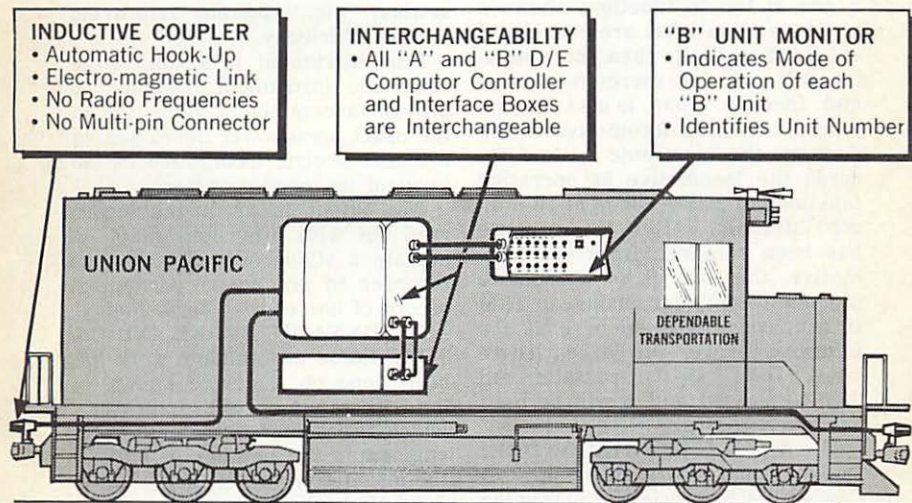 INDUCTIVE COUPLER
• Automatic Hook-Up
• Electro-magnetic Link
• No Radio Frequencies
• No Multi-pin Connector
INTERCHANGEABILITY
• All "A" and "B" D/E
Computor Controller
and Interface Boxes
are Interchangeable
"B" UNIT MONITOR
• Indicates Mode of
Operation of each
"B" Unit
• Identifies Unit Number
UNION PACIFIC
DEPENDABLE
TRANSPORTATION